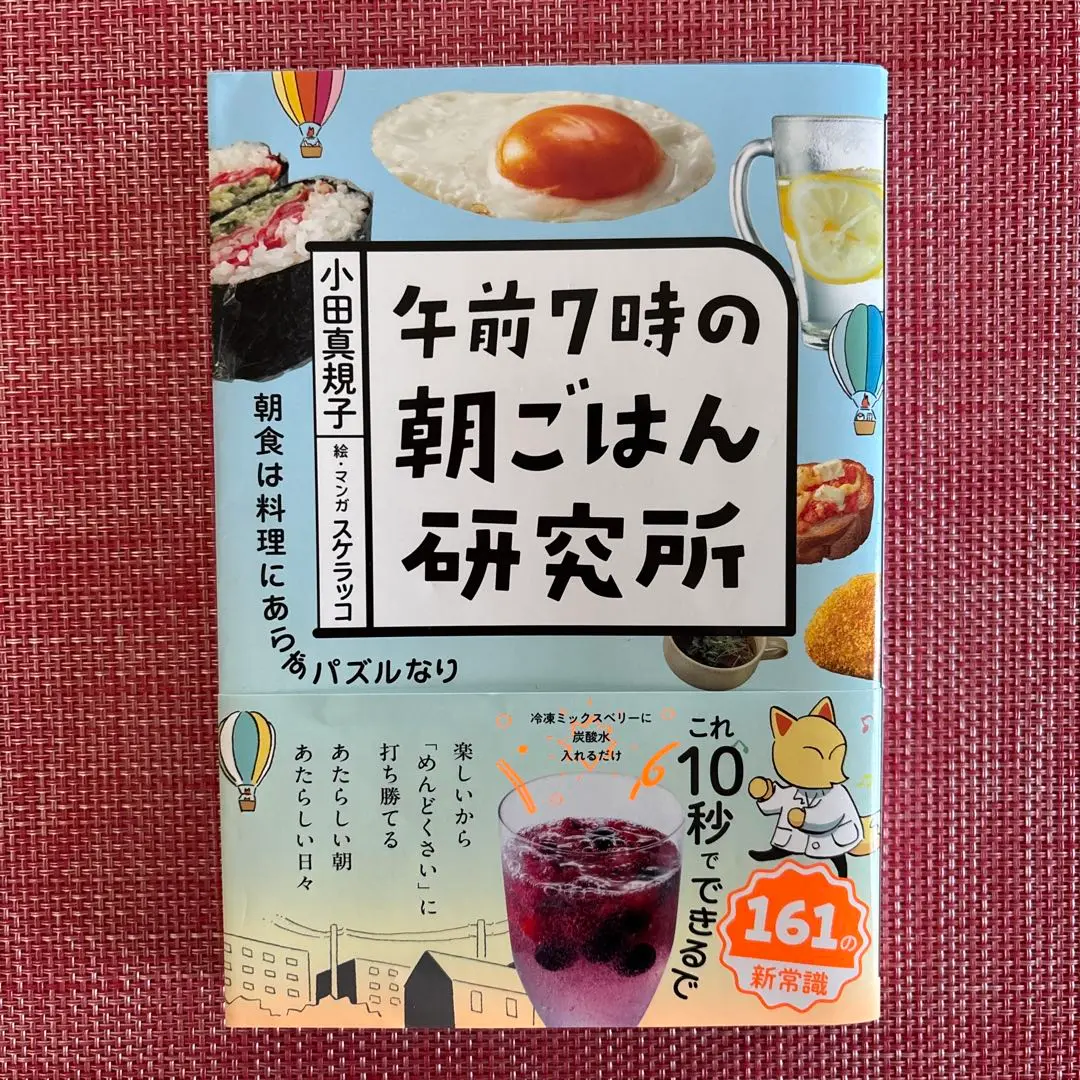 午前7時の
朝ごはん
研究所
小田真規子
絵・マンガ スケラッコ
朝食は料理にあらず
パズルなり
楽しいから
「めんどくさい」に
打ち勝てる
あたらしい朝
あたらしい日々
冷凍ミックスベリーに
炭酸水
入れるだけ
これ
10秒で
できるで
161の
新常識